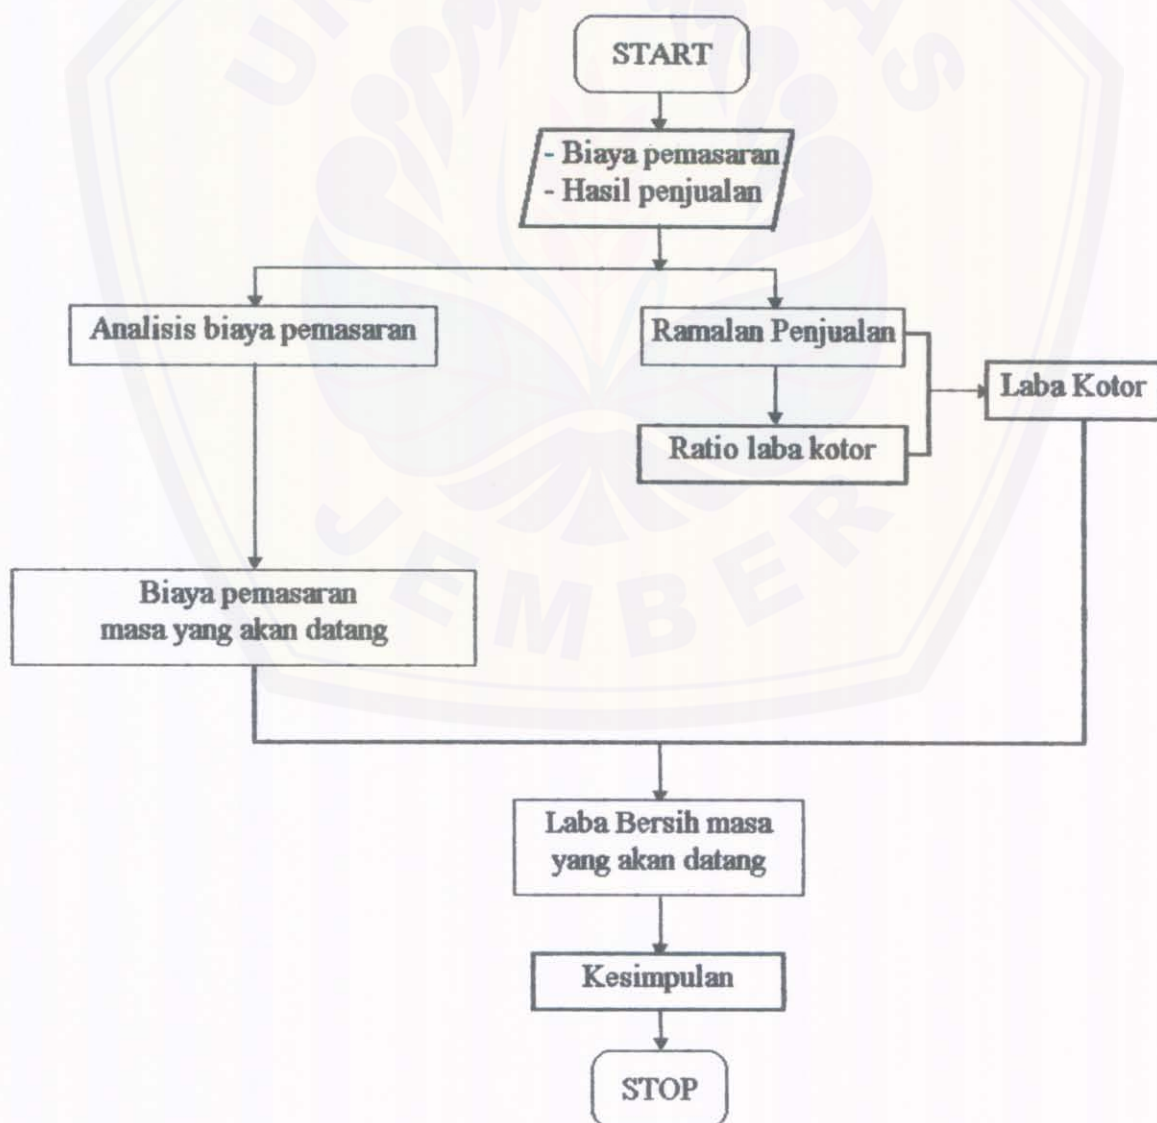 START
- Biaya pemasaran
- Hasil penjualan
Analisis biaya pemasaran
Ramalan Penjualan
Laba Kotor
Ratio laba kotor
Biaya pemasaran
masa yang akan datang
Laba Bersih masa
yang akan datang
Kesimpulan
STOP
JEMBER